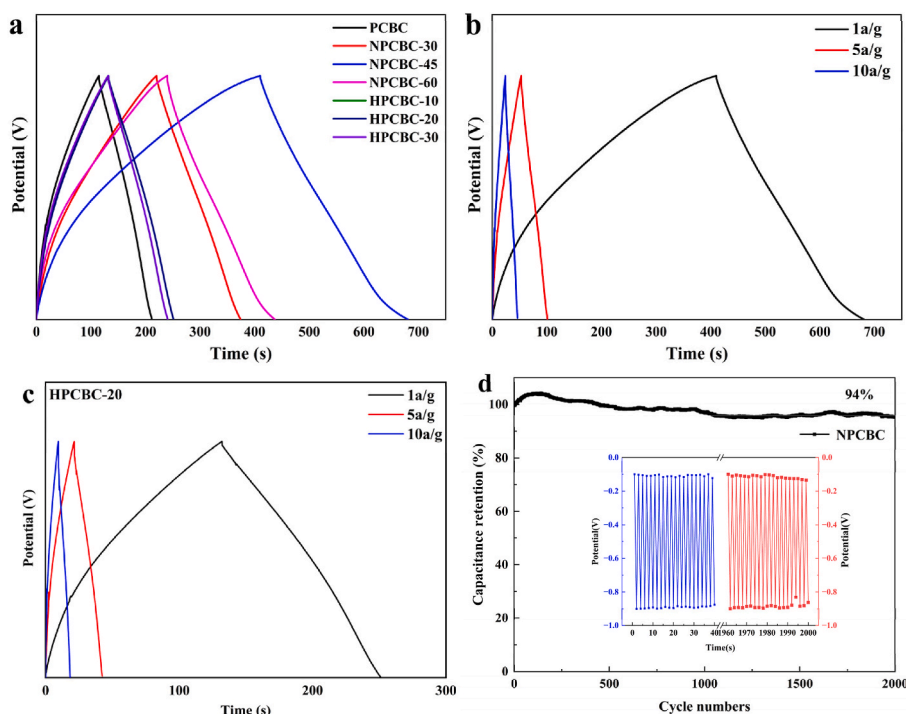 a
PCBC
NPCBC-30
NPCBC-45
NPCBC-60
HPCBC-10
HPCBC-20
HPCBC-30
Potential (V)
0 100 200 300 400 500 600 700
Time (s)
b
1a/g
5a/g
10a/g
Potential (V)
0 100 200 300 400 500 600 700
Time (s)
c HPCBC-20
1a/g
5a/g
10a/g
Potential (V)
0 100 200 300
Time (s)
d
94%
NPCBC
Capacitance retention (%)
100
80
60
40
20
0
0 500 1000 1500 2000
Cycle numbers
0.0 0.0
−0.2 −0.2
−0.4 −0.4
−0.6 −0.6
−0.8 −0.8
−1.0 −1.0
Potential(V)
Potential(V)
0 10 20 30 40 1960 1970 1980 1990 2000
Time(s)